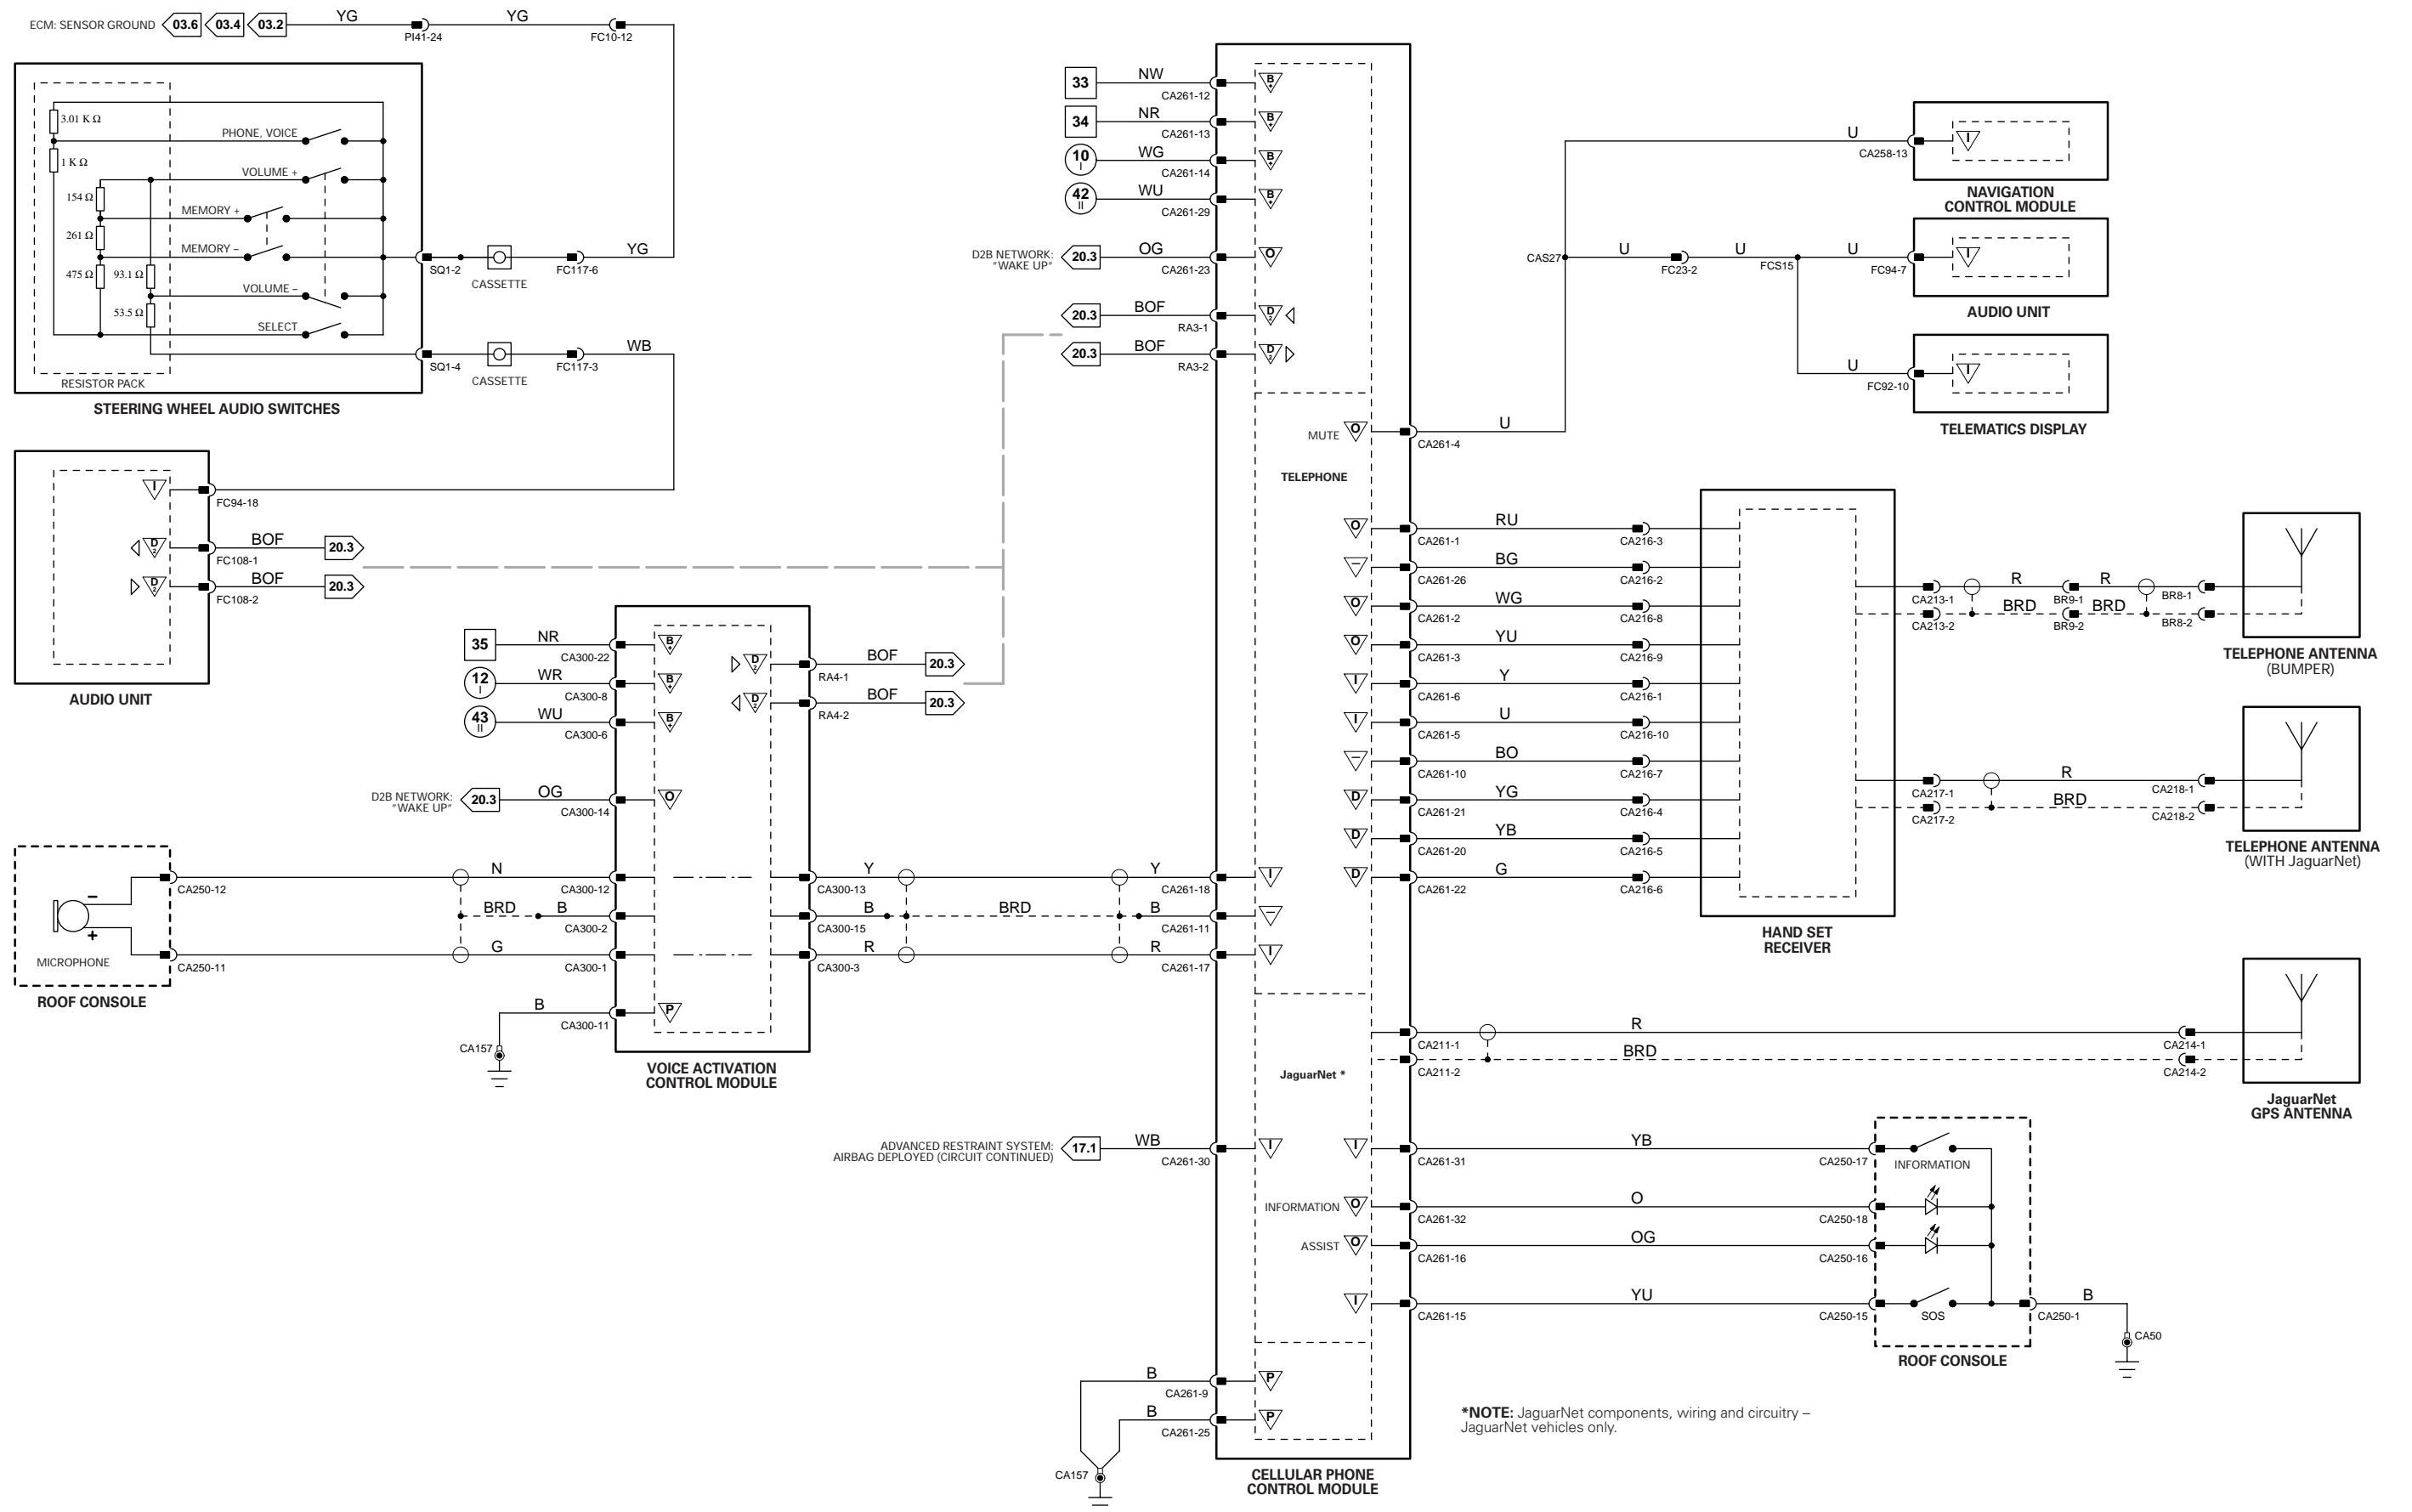 ECM: SENSOR GROUND 03.6 03.4 03.2 YG PI41-24 YG FC10-12
3.01 K Ω
1 K Ω
154 Ω
261 Ω
475 Ω
93.1 Ω
53.5 Ω
PHONE, VOICE
VOLUME +
MEMORY +
MEMORY –
VOLUME –
SELECT
RESISTOR PACK
SQ1-2 CASSETTE FC117-6 YG
SQ1-4 CASSETTE FC117-3 WB
STEERING WHEEL AUDIO SWITCHES
I FC94-18
D2 FC108-1 BOF 20.3
D2 FC108-2 BOF 20.3
AUDIO UNIT
35 NR CA300-22 B+
12 I WR CA300-8 B+
43 II WU CA300-6 B+
D2 RA4-1 BOF 20.3
D2 RA4-2 BOF 20.3
D2B NETWORK:
"WAKE UP"
20.3 OG CA300-14 O
MICROPHONE
–
+
ROOF CONSOLE
CA250-12 N CA300-12
BRD B CA300-2
CA250-11 G CA300-1
B CA300-11 P
CA157
VOICE ACTIVATION
CONTROL MODULE
CA300-13 Y Y CA261-18 I
CA300-15 B BRD B CA261-11 –
CA300-3 R R CA261-17 I
33 NW CA261-12 B+
34 NR CA261-13 B+
10 I WG CA261-14 B+
42 II WU CA261-29 B+
D2B NETWORK:
"WAKE UP"
20.3 OG CA261-23 O
20.3 BOF RA3-1 D2
20.3 BOF RA3-2 D2
MUTE O CA261-4 U
TELEPHONE
O CA261-1 RU CA216-3
– CA261-26 BG CA216-2
O CA261-2 WG CA216-8
O CA261-3 YU CA216-9
I CA261-6 Y CA216-1
I CA261-5 U CA216-10
– CA261-10 BO CA216-7
D CA261-21 YG CA216-4
D CA261-20 YB CA216-5
D CA261-22 G CA216-6
HAND SET
RECEIVER
CAS27
U CA258-13 I
NAVIGATION
CONTROL MODULE
U FC23-2 U FCS15 U FC94-7 I
AUDIO UNIT
U FC92-10 I
TELEMATICS DISPLAY
CA213-1 R BR9-1 R BR8-1
CA213-2 BRD BR9-2 BRD BR8-2
TELEPHONE ANTENNA
(BUMPER)
CA217-1 R CA218-1
CA217-2 BRD CA218-2
TELEPHONE ANTENNA
(WITH JaguarNet)
JaguarNet *
CA211-1 R CA214-1
CA211-2 BRD CA214-2
JaguarNet
GPS ANTENNA
ADVANCED RESTRAINT SYSTEM:
AIRBAG DEPLOYED (CIRCUIT CONTINUED)
17.1 WB CA261-30 I
I CA261-31 YB CA250-17 INFORMATION
INFORMATION O CA261-32 O CA250-18
ASSIST O CA261-16 OG CA250-16
I CA261-15 YU CA250-15 SOS CA250-1 B
CA50
ROOF CONSOLE
B CA261-9 P
B CA261-25 P
CA157
CELLULAR PHONE
CONTROL MODULE
*NOTE: JaguarNet components, wiring and circuitry –
JaguarNet vehicles only.